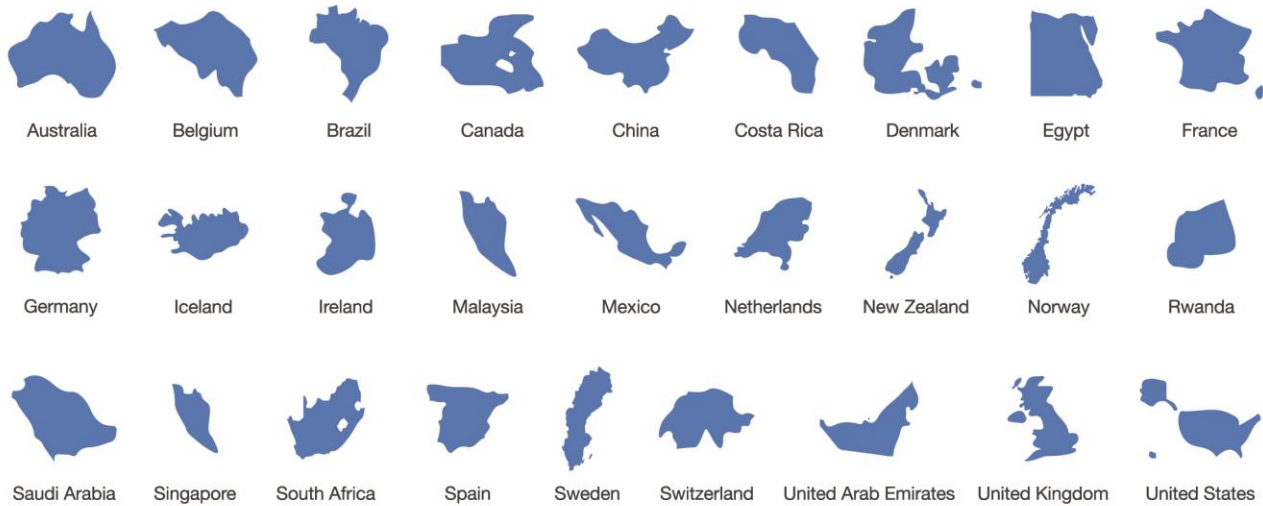 Australia Belgium Brazil Canada China Costa Rica Denmark Egypt France
Germany Iceland Ireland Malaysia Mexico Netherlands New Zealand Norway Rwanda
Saudi Arabia Singapore South Africa Spain Sweden Switzerland United Arab Emirates United Kingdom United States